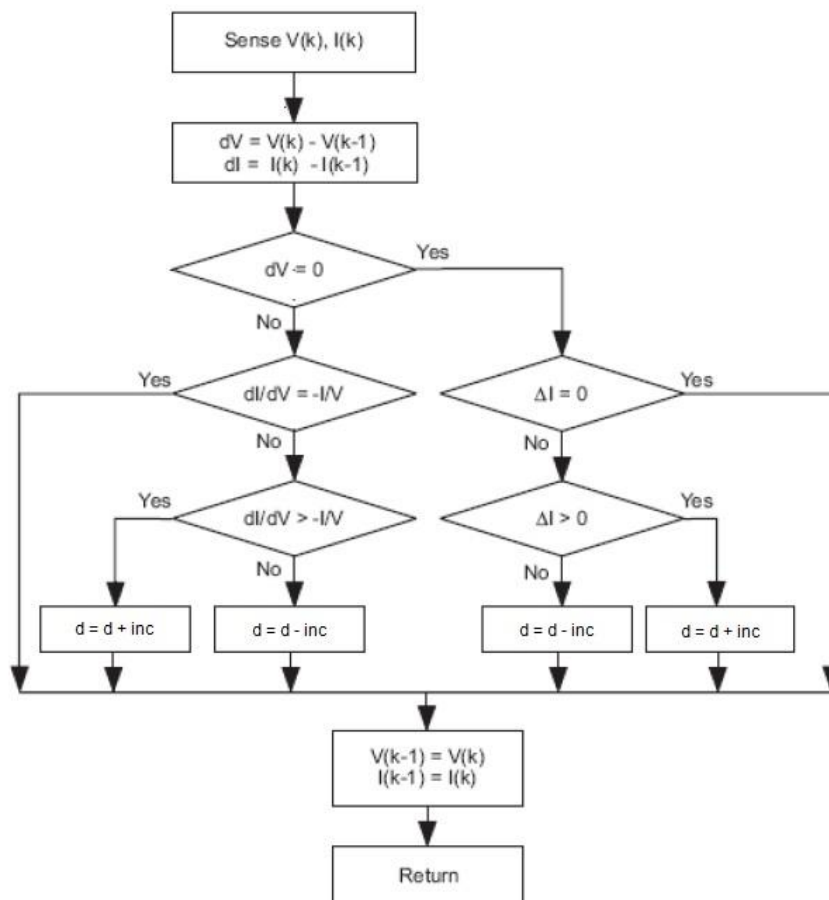 Sense V(k), I(k)
dV = V(k) - V(k-1)
dI = I(k) - I(k-1)
dV = 0
Yes
No
Yes
dI/dV = -I/V
ΔI = 0
Yes
No
No
Yes
dI/dV > -I/V
ΔI > 0
Yes
No
No
d = d + inc
d = d - inc
d = d - inc
d = d + inc
V(k-1) = V(k)
I(k-1) = I(k)
Return